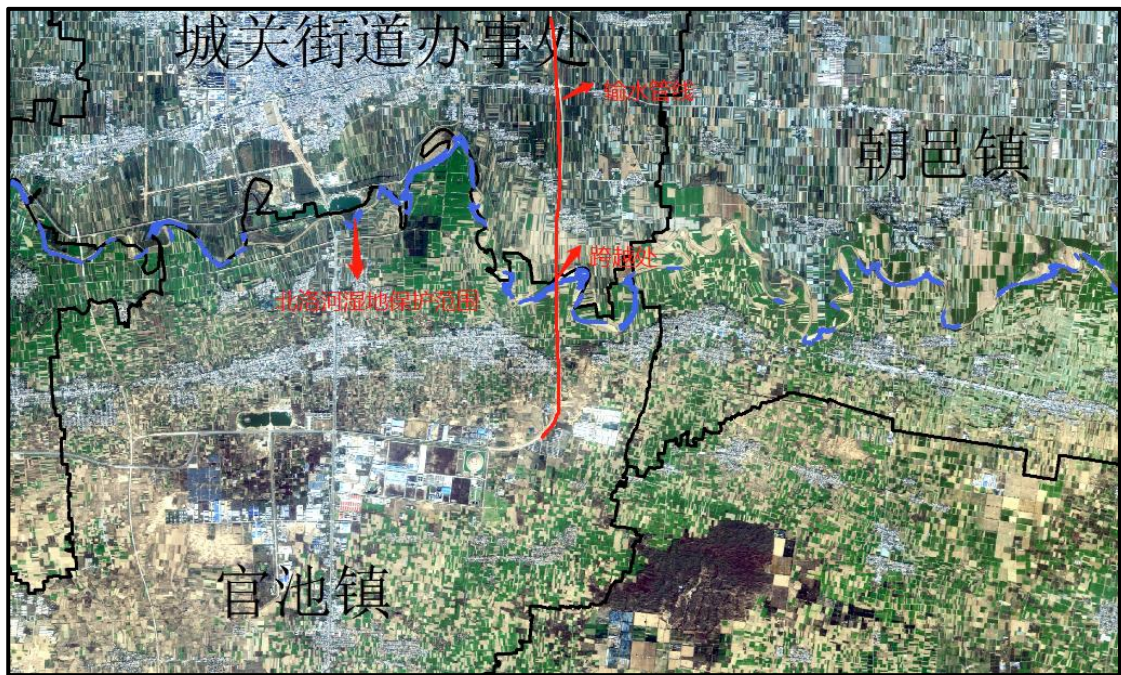 城关街道办事处
输水管线
朝邑镇
跨越处
北洛河湿地保护范围
官池镇